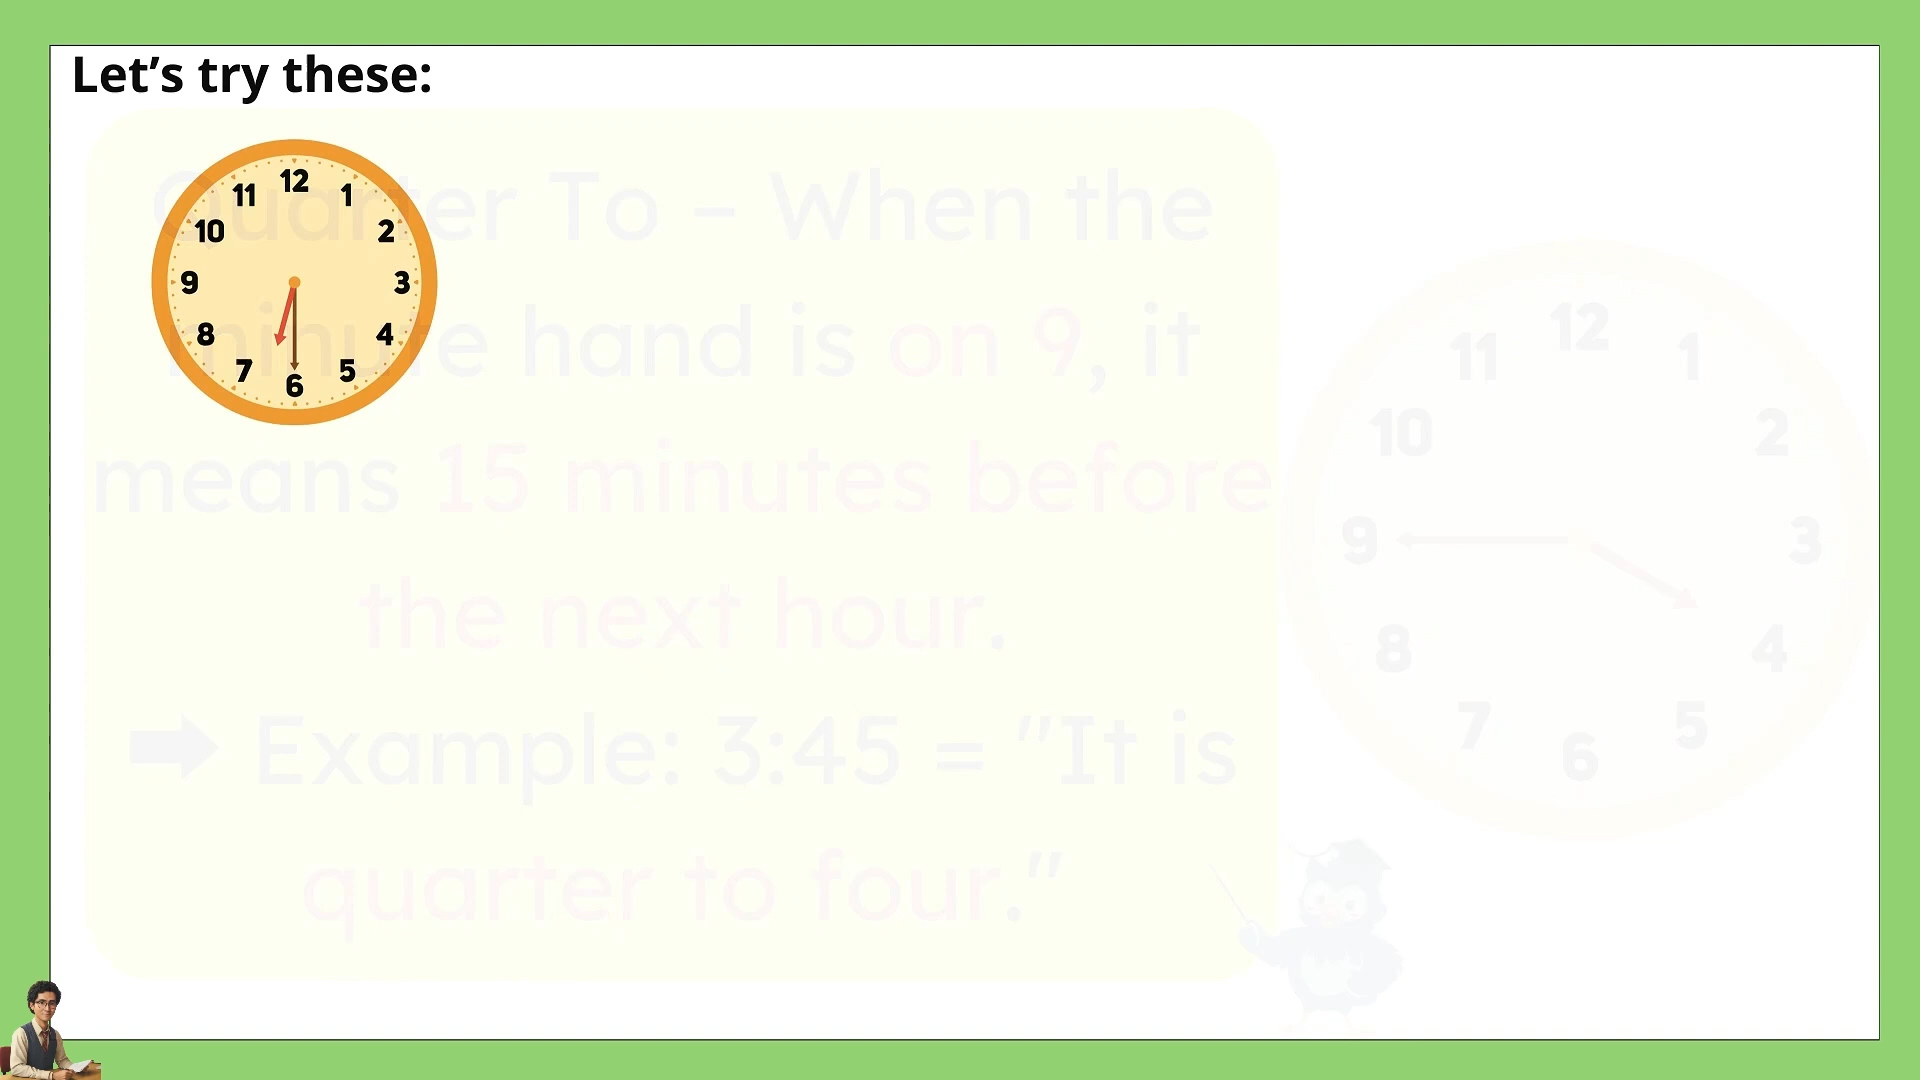 Let’s try these:
12
11 1
10 2
9 3
8 4
7 5
6
Quarter To – When the
minute hand is on 9, it
means 15 minutes before
the next hour.
Example: 3:45 = "It is
quarter to four."
12
11 1
10 2
9 3
8 4
7 5
6